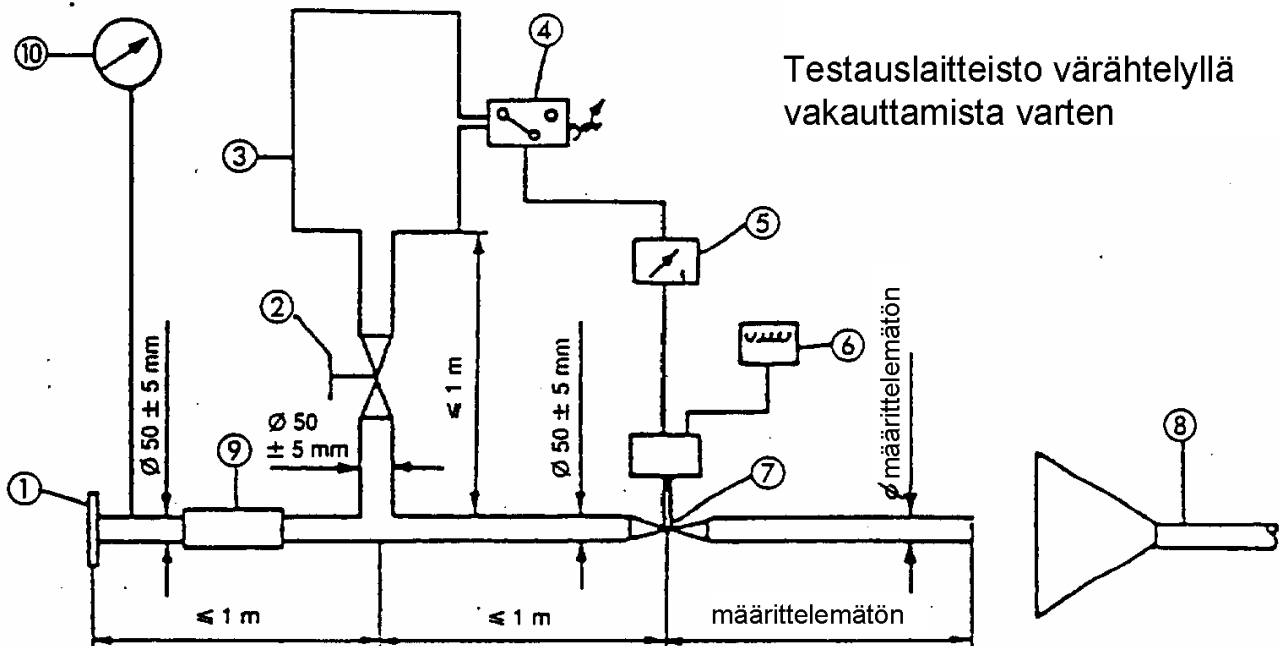 Testauslaitteisto värähtelyllä
vakauttamista varten
10
4
3
5
2
6
Ø 50 ± 5 mm
Ø 50
± 5 mm
≤ 1 m
Ø 50 ± 5 mm
Ø määrittelemätön
9
7
8
1
≤ 1 m
≤ 1 m
määrittelemätön